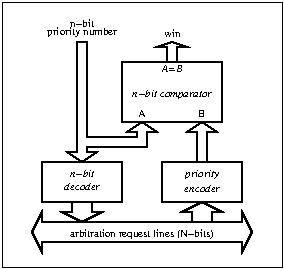 n-bit
priority number
win
A=B
n-bit comparator
A
B
n-bit
decoder
priority
encoder
arbitration request lines (N-bits)